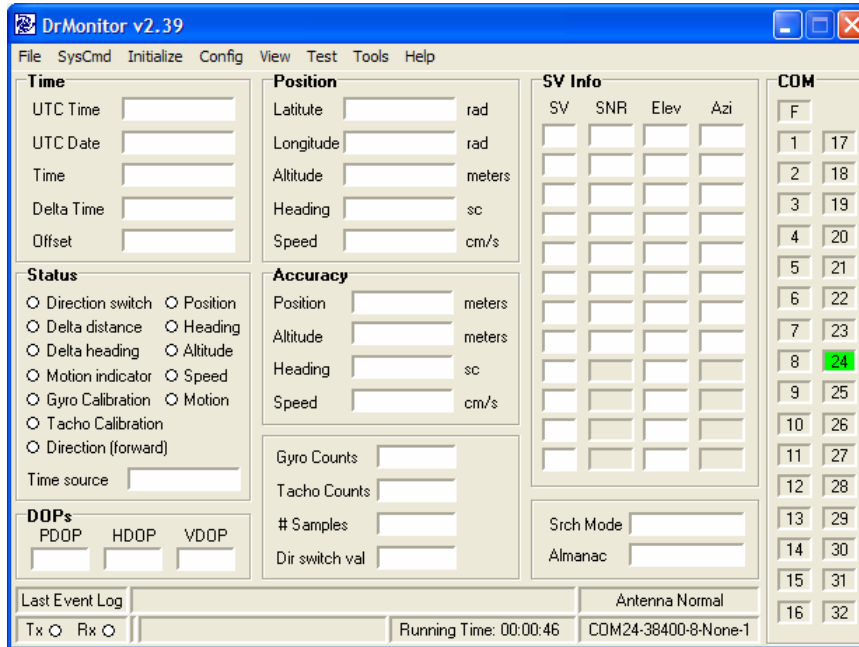 DrMonitor v2.39
File SysCmd Initialize Config View Test Tools Help
Time
UTC Time
UTC Date
Time
Delta Time
Offset
Position
Latitute rad
Longitude rad
Altitude meters
Heading sc
Speed cm/s
SV Info
SV SNR Elev Azi
COM
F
1 17
2 18
3 19
4 20
5 21
6 22
7 23
8 24
9 25
10 26
11 27
12 28
13 29
14 30
15 31
16 32
Status
Direction switch Position
Delta distance Heading
Delta heading Altitude
Motion indicator Speed
Gyro Calibration Motion
Tacho Calibration
Direction (forward)
Time source
Accuracy
Position meters
Altitude meters
Heading sc
Speed cm/s
DOPs
PDOP HDOP VDOP
Gyro Counts
Tacho Counts
# Samples
Dir switch val
Srch Mode
Almanac
Last Event Log Antenna Normal
Tx Rx Running Time: 00:00:46 COM24-38400-8-None-1